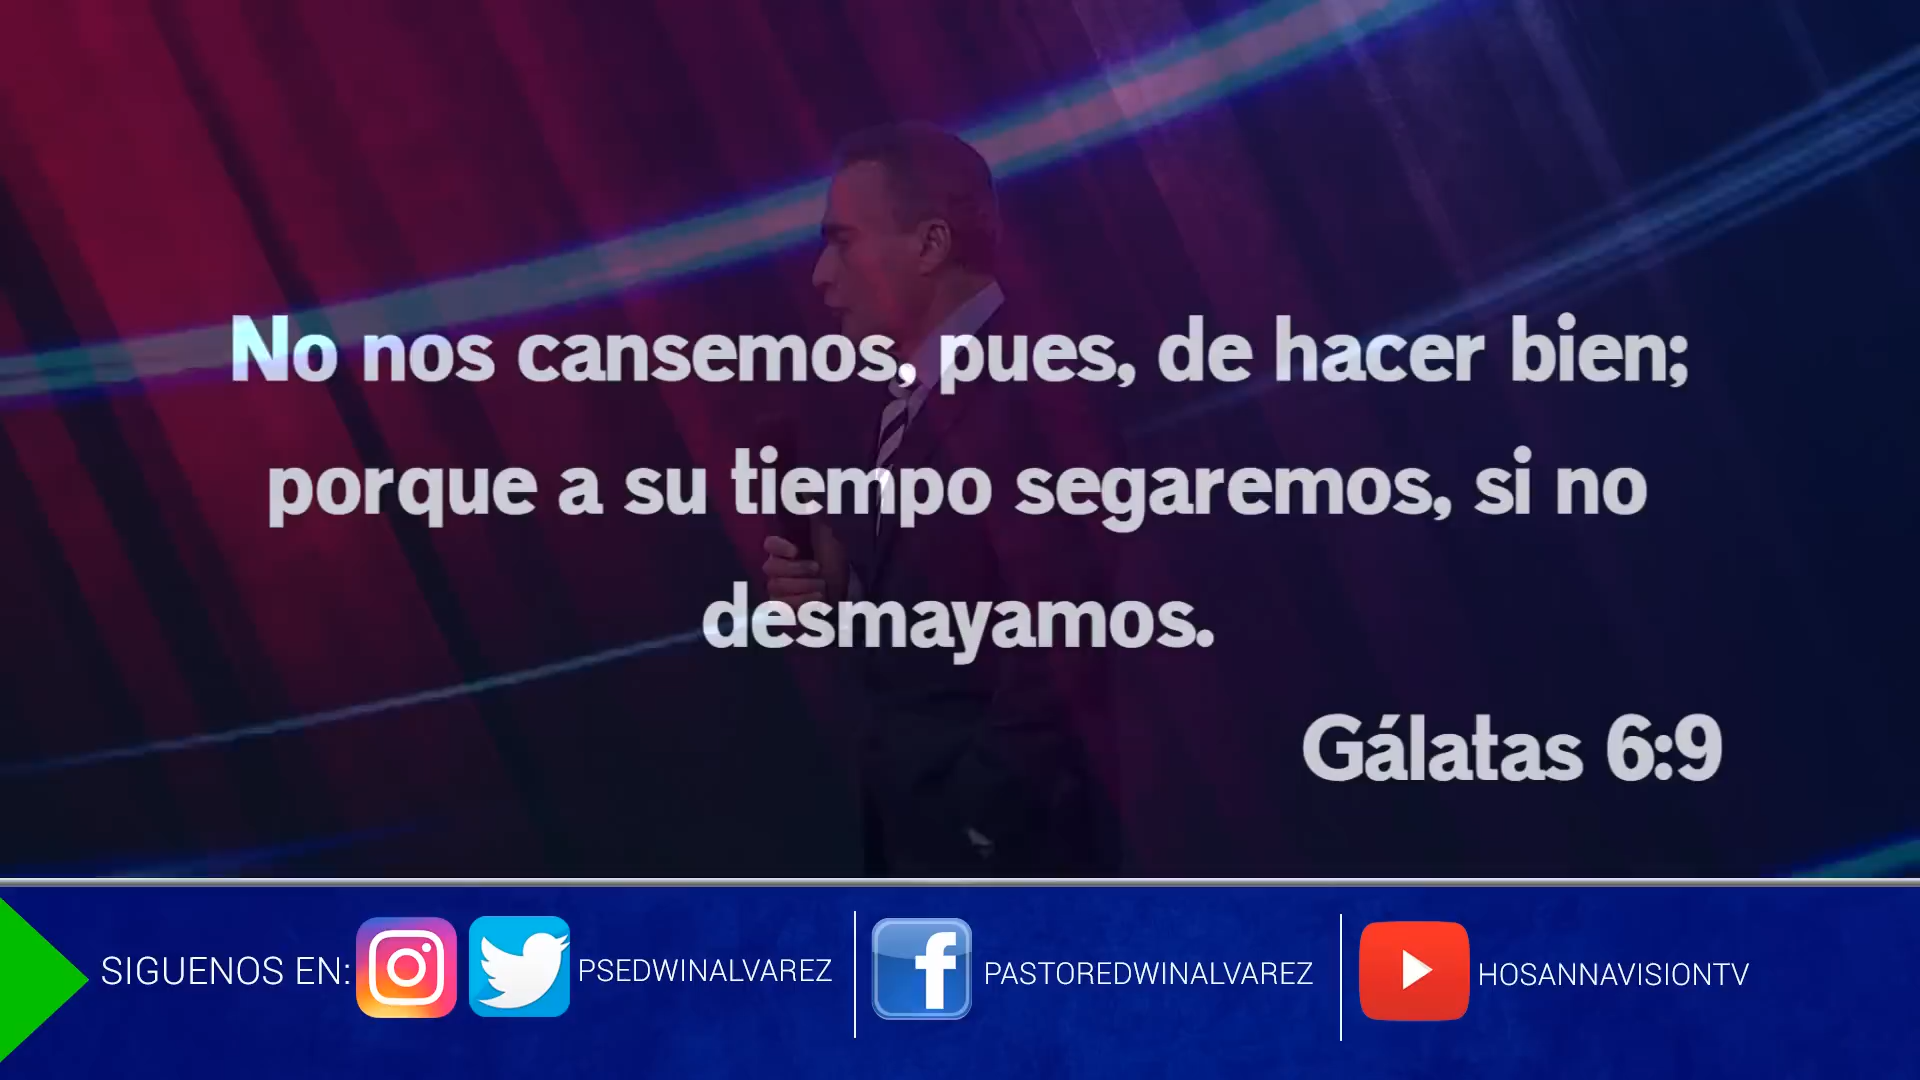 No nos cansemos, pues, de hacer bien;
porque a su tiempo segaremos, si no
desmayamos.
Gálatas 6:9
SIGUENOS EN: PSEDWINALVAREZ PASTOREDWINALVAREZ HOSANNAVISIONTV